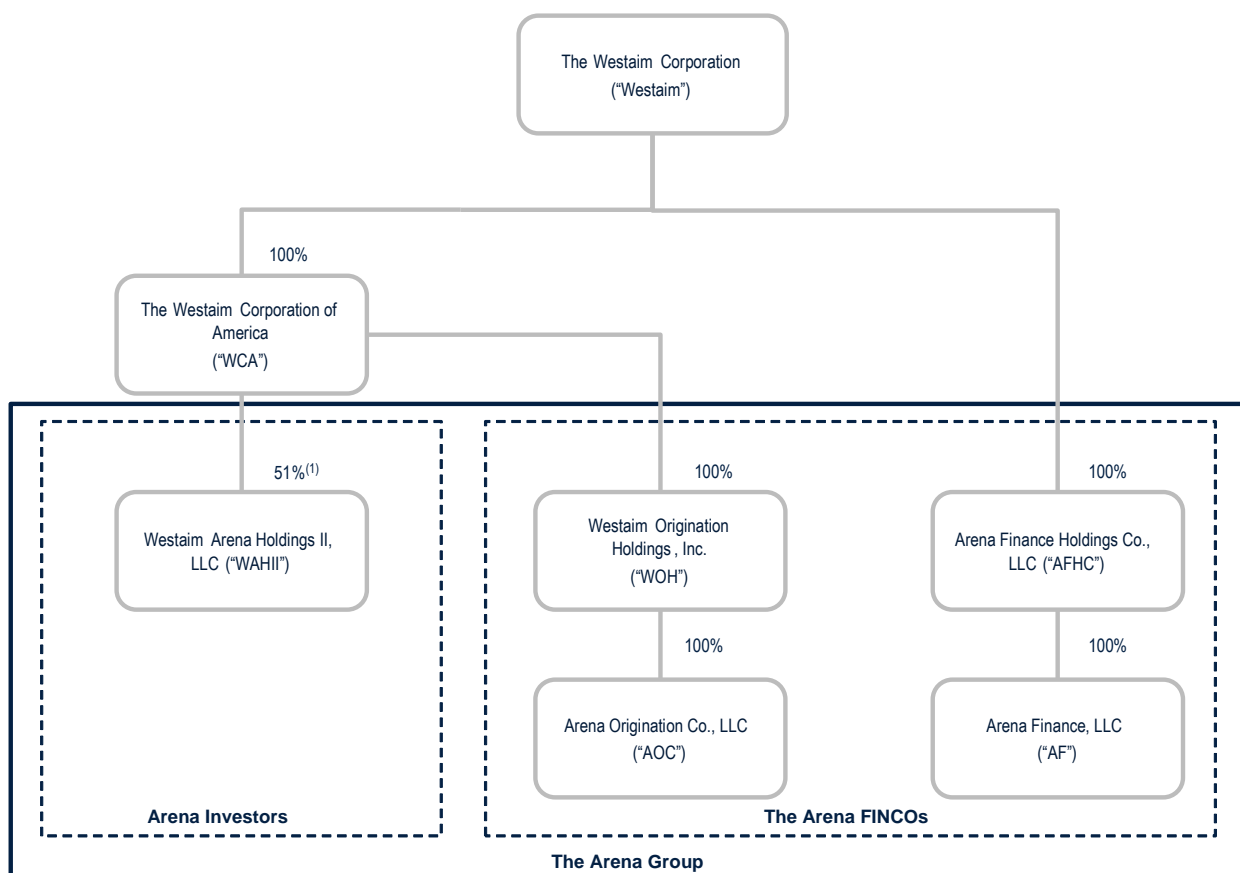 The Westaim Corporation
(“Westaim”)
100%
The Westaim Corporation of
America
(“WCA”)
51%(1)
100%
100%
Westaim Arena Holdings II,
LLC (“WAHII”)
Westaim Origination
Holdings , Inc.
(“WOH”)
Arena Finance Holdings Co.,
LLC (“AFHC”)
100%
100%
Arena Origination Co., LLC
(“AOC”)
Arena Finance, LLC
(“AF”)
Arena Investors
The Arena FINCOs
The Arena Group